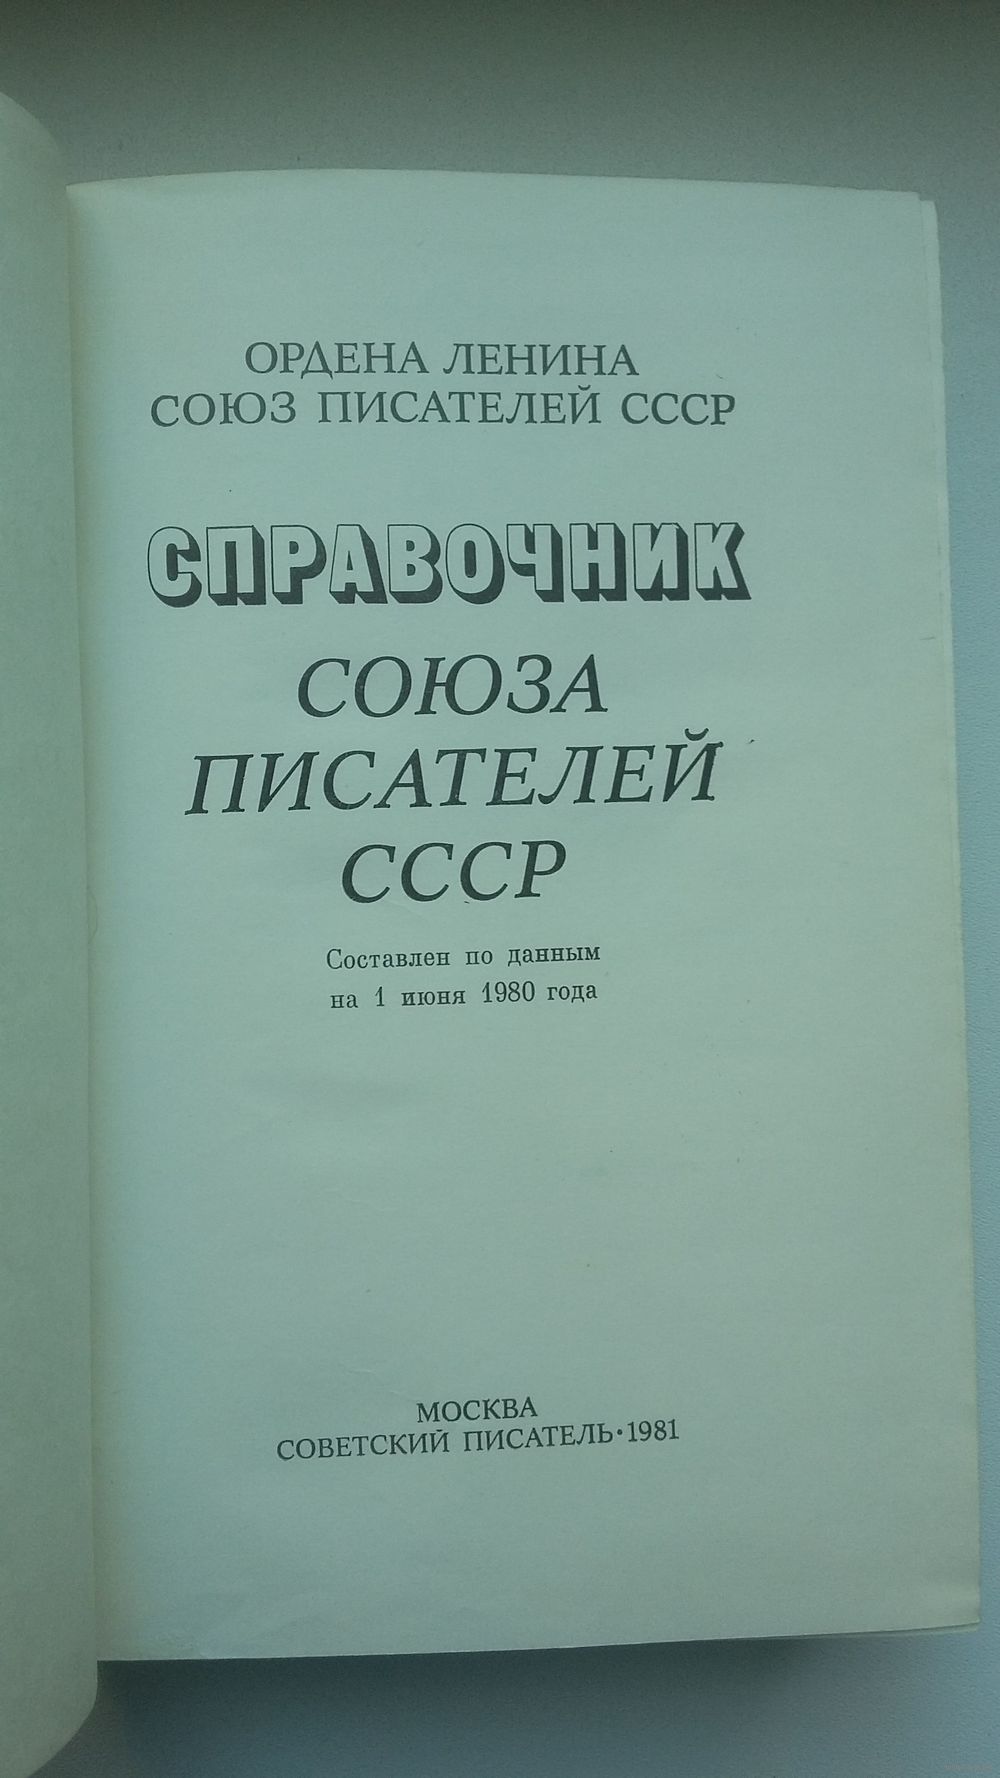 ОРДЕНА ЛЕНИНА
СОЮЗ ПИСАТЕЛЕЙ СССР
СПРАВОЧНИК
СОЮЗА
ПИСАТЕЛЕЙ
СССР
Составлен по данным
на 1 июня 1980 года
МОСКВА
СОВЕТСКИЙ ПИСАТЕЛЬ·1981